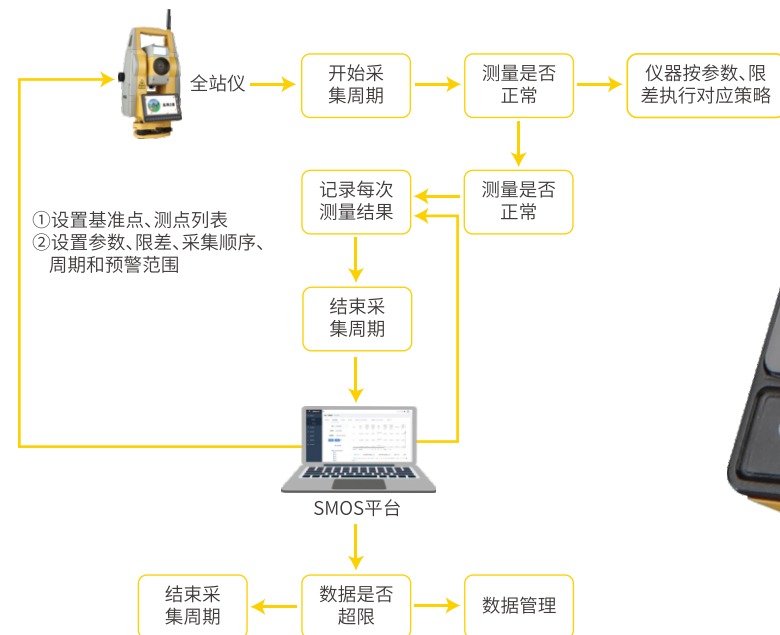 全站仪
开始采
集周期
测量是否
正常
仪器按参数、限
差执行对应策略
记录每次
测量结果
测量是否
正常
①设置基准点、测点列表
②设置参数、限差、采集顺序、
周期和预警范围
结束采
集周期
SMOS平台
结束采
集周期
数据是否
超限
数据管理